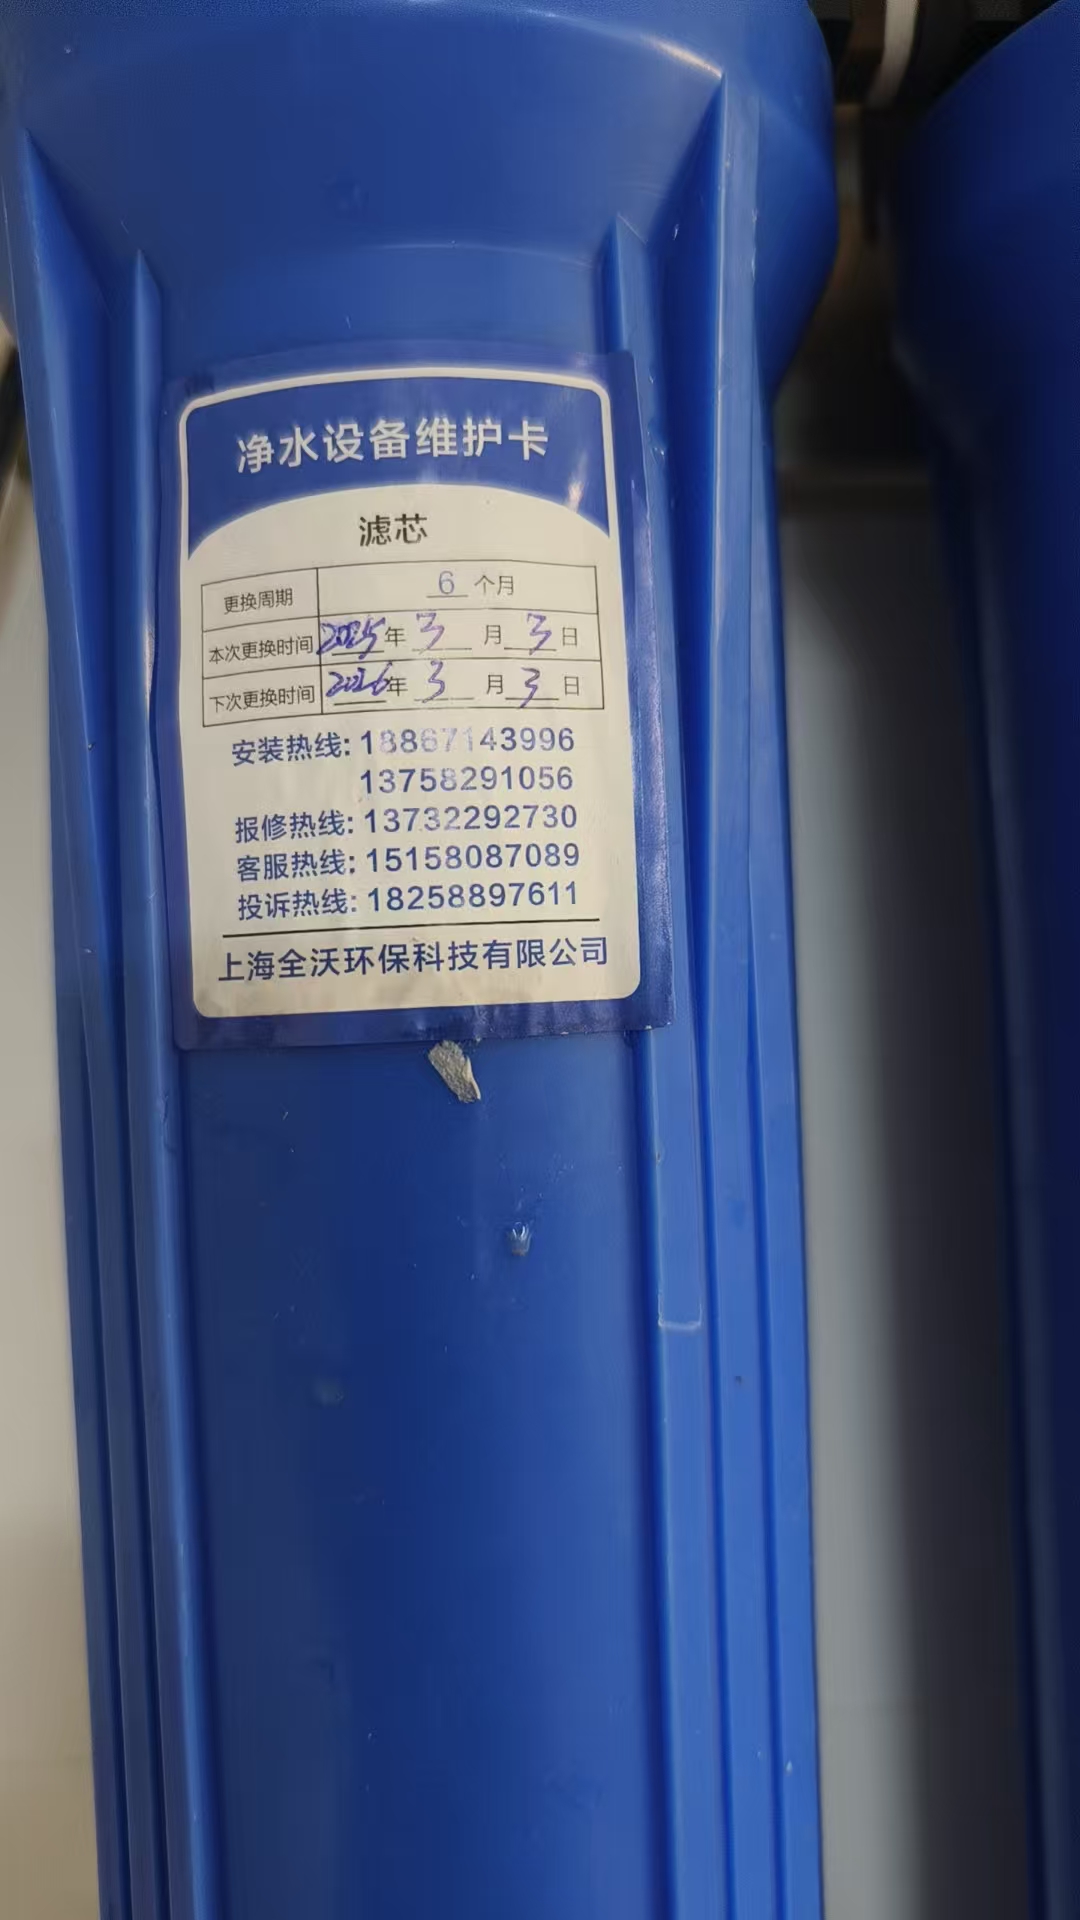 净水设备维护卡
滤芯
更换周期 6 个月
本次更换时间 2025年 3 月 3 日
下次更换时间 2026年 3 月 3 日
安装热线: 18867143996
13758291056
报修热线: 13732292730
客服热线: 15158087089
投诉热线: 18258897611
上海全沃环保科技有限公司